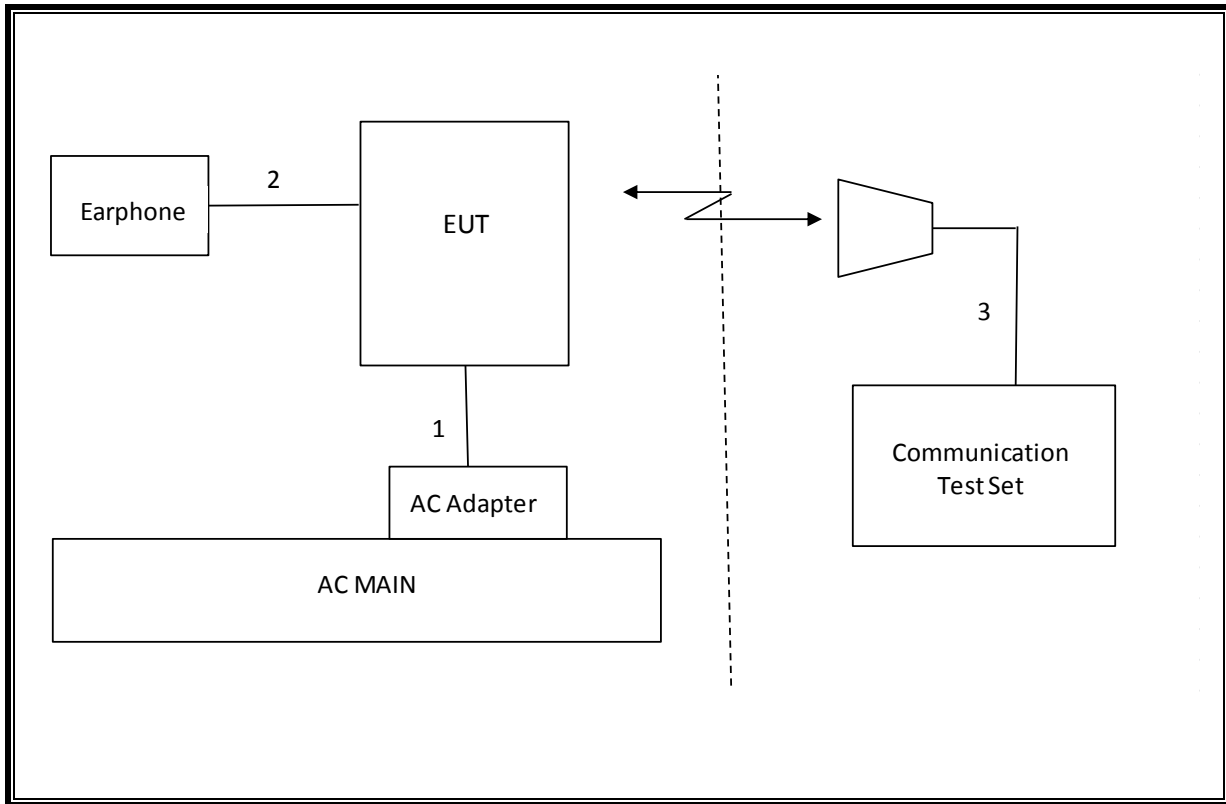 2
Earphone
EUT
3
1
Communication
Test Set
AC Adapter
AC MAIN